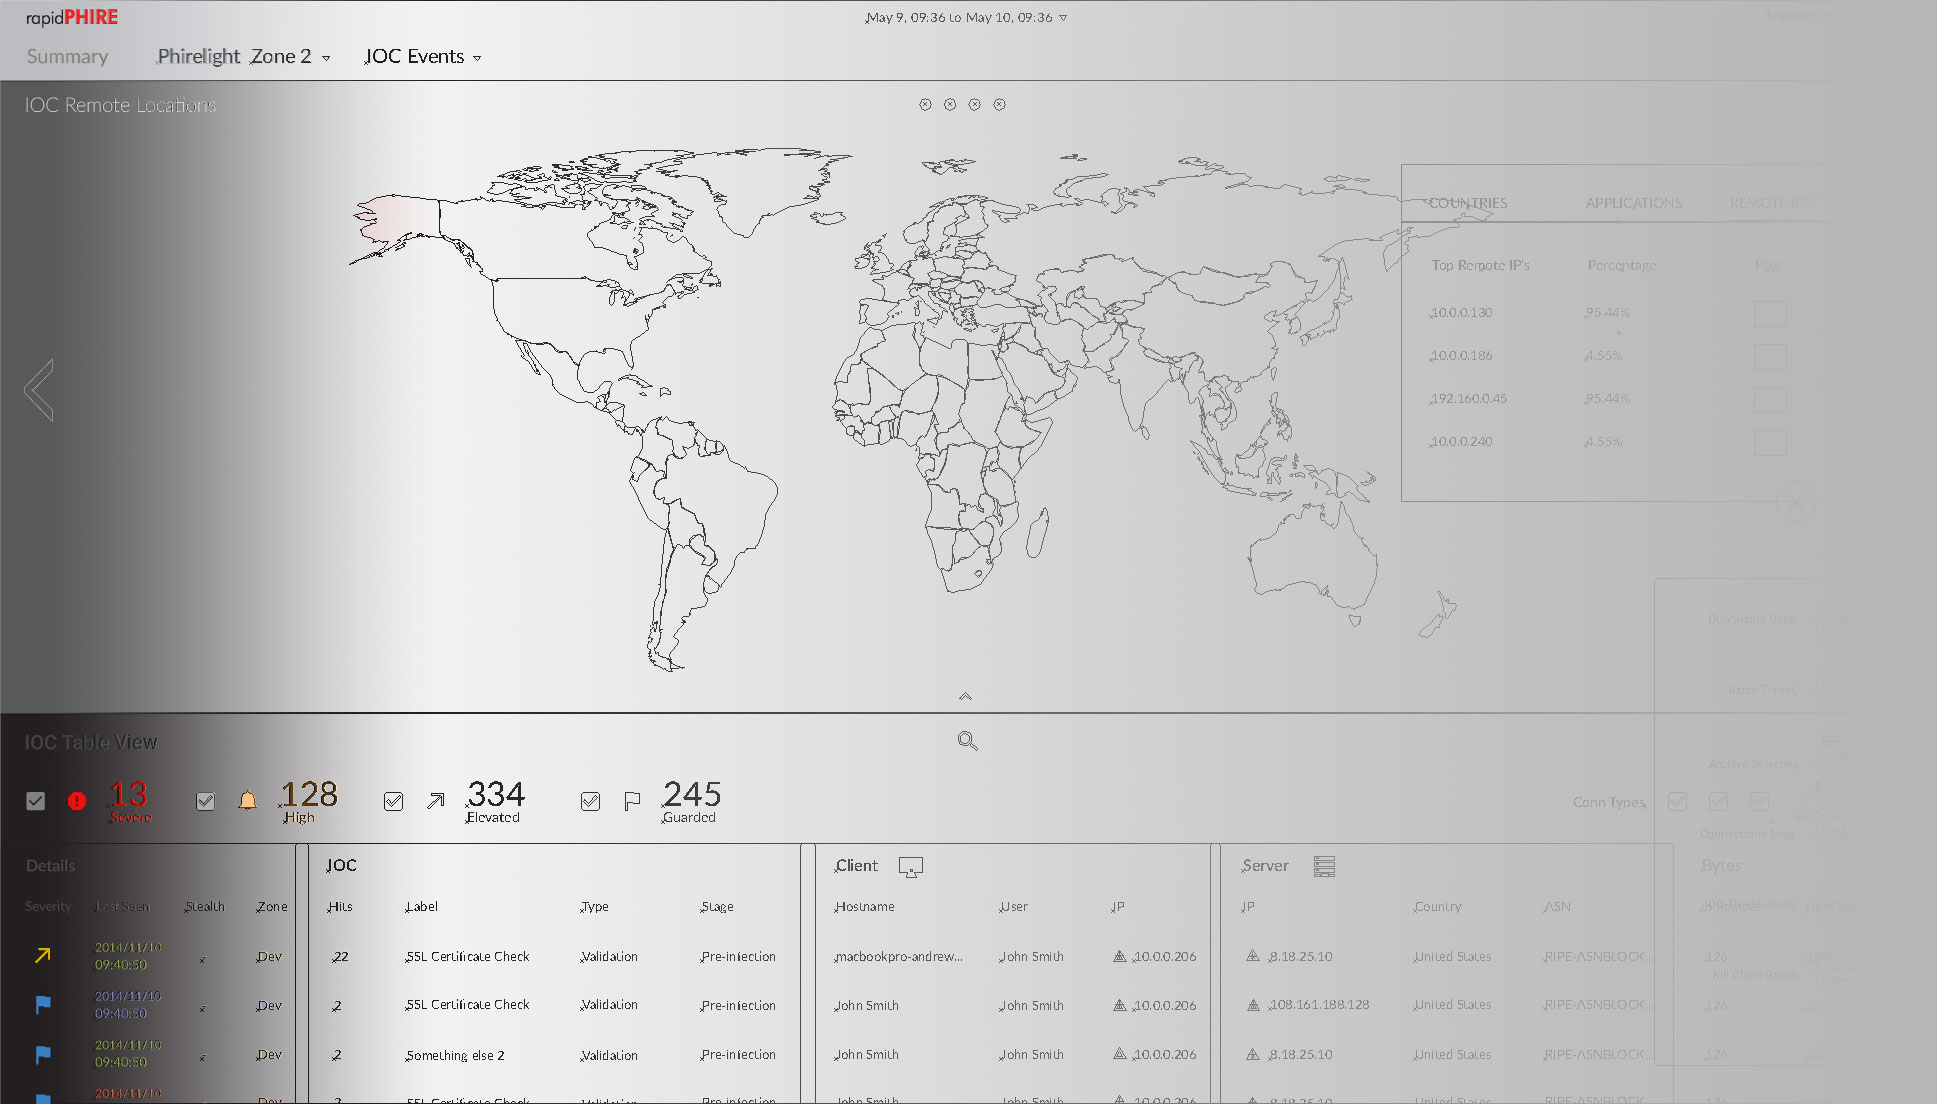 rapidPHIRE
May 9, 09:36 to May 10, 09:36
Summary
Phirelight Zone 2
IOC Events
IOC Remote Locations
COUNTRIES APPLICATIONS REMOTE IP'S
Top Remote IP's Percentage Flag
10.0.0.130 95.44%
10.0.0.186 4.55%
192.160.0.45 95.44%
10.0.0.240 4.55%
Quarantine User
Block Threat
IOC Table View
Archive Selected
13 Severe
128 High
334 Elevated
245 Guarded
Conn Types
Connections Map
Details IOC Client Server Bytes
Severity Last Seen Stealth Zone Hits Label Type Stage Hostname User IP IP Country ASN
IOC Threat Chain
2014/11/10 09:40:50 Dev 22 SSL Certificate Check Validation Pre-infection macbookpro-andrew... John Smith 10.0.0.206 8.18.25.10 United States RIPE-ASNBLOCK... 126 158
Kill Chain Graph
2014/11/10 09:40:50 Dev 2 SSL Certificate Check Validation Pre-infection John Smith John Smith 10.0.0.206 108.161.188.128 United States RIPE-ASNBLOCK... 126 158
2014/11/10 09:40:50 Dev 2 Something else 2 Validation Pre-infection John Smith John Smith 10.0.0.206 8.18.25.10 United States RIPE-ASNBLOCK... 126 158
2014/11/10 Dev 2 SSL Certificate Check Validation Pre-infection John Smith John Smith 10.0.0.206 8.18.25.10 United States RIPE-ASNBLOCK... 126 158